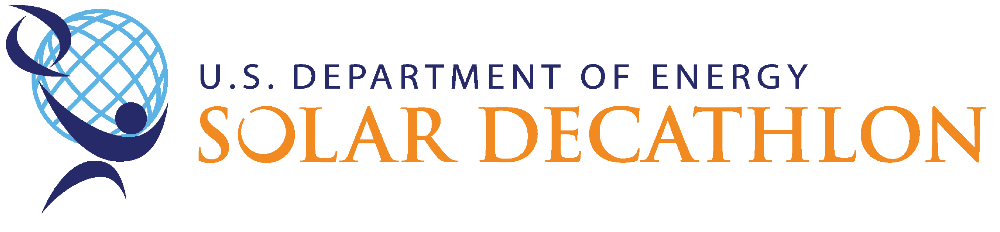 U.S. DEPARTMENT OF ENERGY
SOLAR DECATHLON